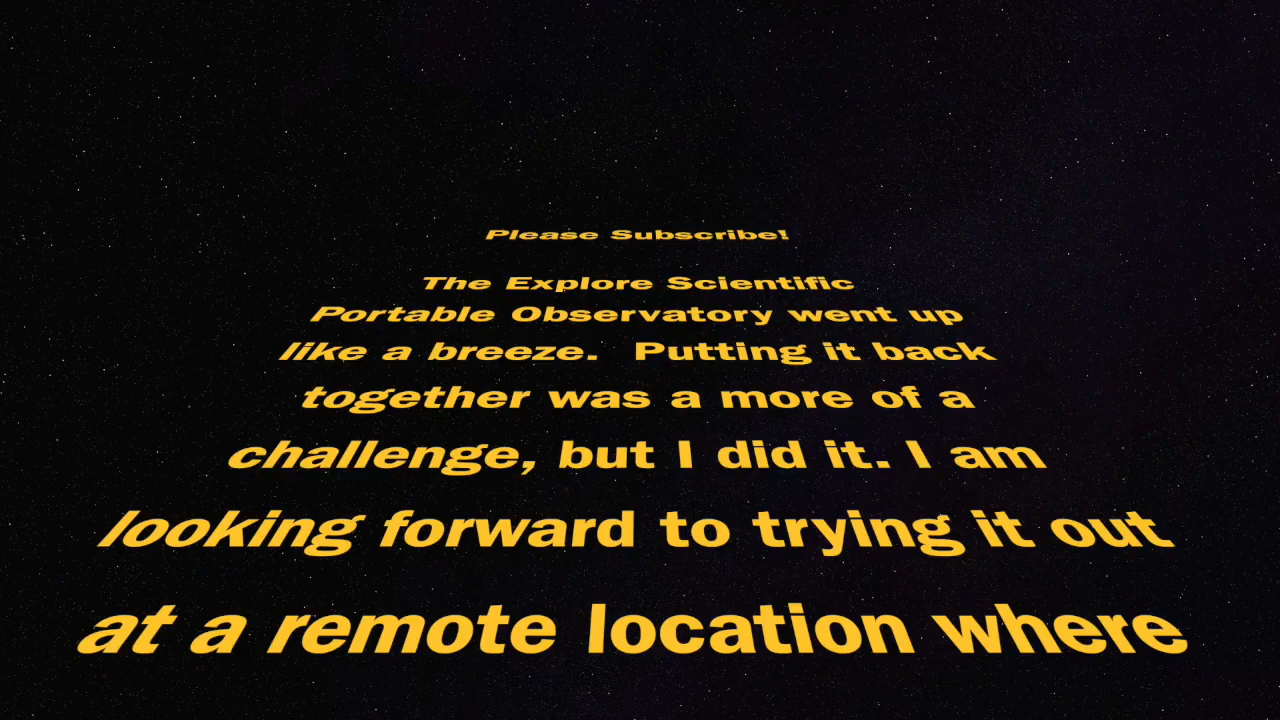 Please Subscribe!
The Explore Scientific
Portable Observatory went up
like a breeze. Putting it back
together was a more of a
challenge, but I did it. I am
looking forward to trying it out
at a remote location where